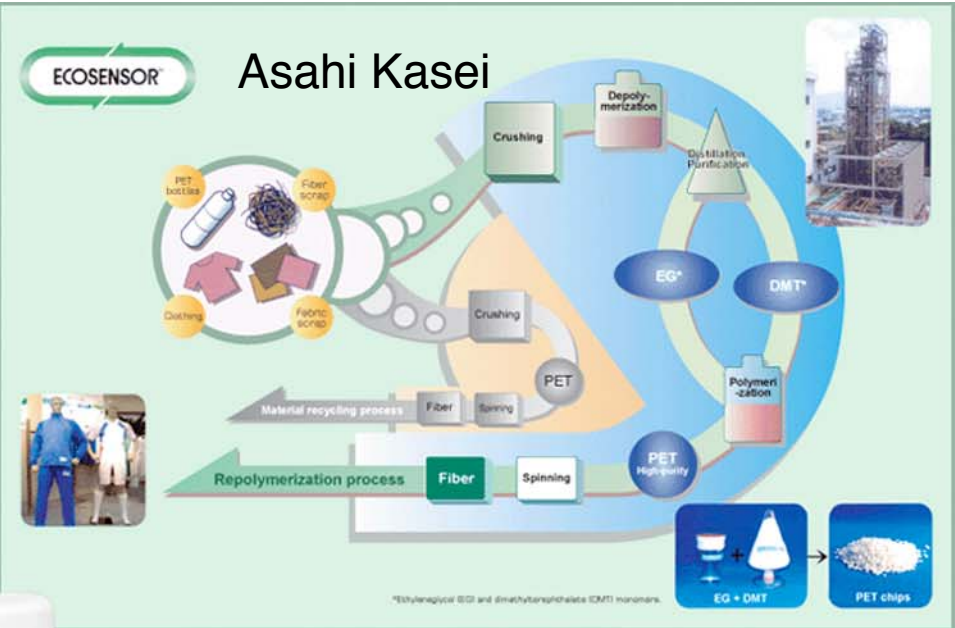 ECOSENSOR™
Asahi Kasei
PET
bottles
Fiber
scrap
Clothing
Fabric
scrap
Crushing
Depoly-
merization
Distillation
Purification
EG*
DMT*
Polymeri
-zation
PET
High-purity
Spinning
Fiber
Repolymerization process
Crushing
PET
Spinning
Fiber
Material recycling process
EG + DMT
PET chips
*Ethyleneglycol (EG) and dimethylterephthalate (DMT) monomers.